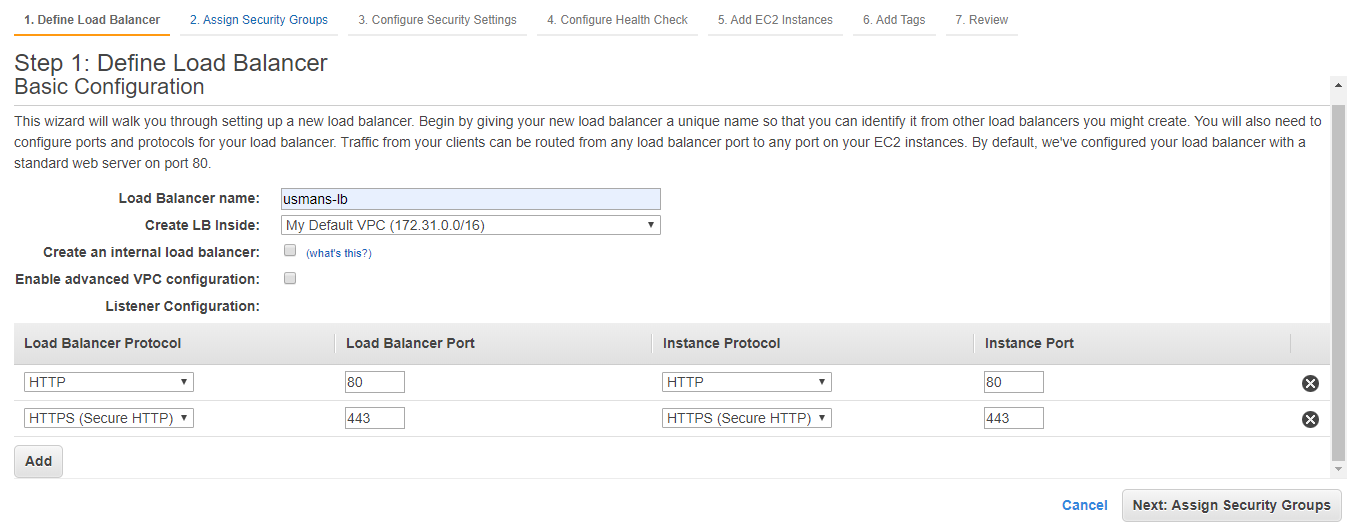 1. Define Load Balancer 2. Assign Security Groups 3. Configure Security Settings 4. Configure Health Check 5. Add EC2 Instances 6. Add Tags 7. Review
Step 1: Define Load Balancer
Basic Configuration
This wizard will walk you through setting up a new load balancer. Begin by giving your new load balancer a unique name so that you can identify it from other load balancers you might create. You will also need to
configure ports and protocols for your load balancer. Traffic from your clients can be routed from any load balancer port to any port on your EC2 instances. By default, we've configured your load balancer with a
standard web server on port 80.
Load Balancer name: usmans-lb
Create LB Inside: My Default VPC (172.31.0.0/16)
Create an internal load balancer: (what's this?)
Enable advanced VPC configuration:
Listener Configuration:
Load Balancer Protocol Load Balancer Port Instance Protocol Instance Port
HTTP 80 HTTP 80
HTTPS (Secure HTTP) 443 HTTPS (Secure HTTP) 443
Add
Cancel Next: Assign Security Groups